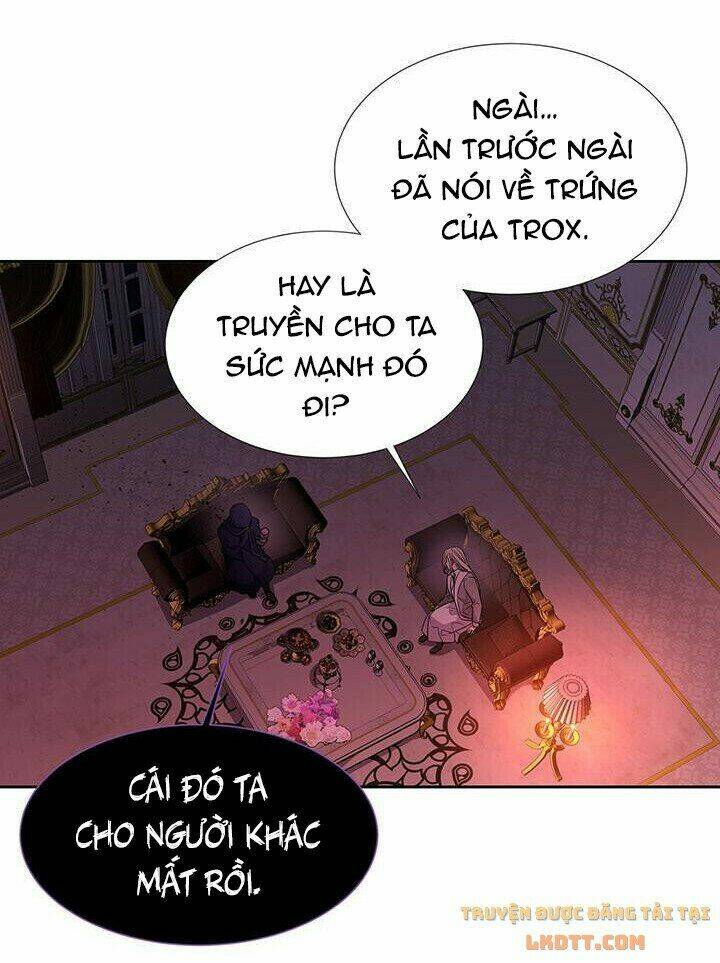 NGÀI...
LẦN TRƯỚC NGÀI
ĐÃ NÓI VỀ TRỨNG
CỦA TROX.
HAY LÀ
TRUYỀN CHO TA
SỨC MẠNH ĐÓ
ĐI?
CÁI ĐÓ TA
CHO NGƯỜI KHÁC
MẤT RỒI.
TRUYỆN ĐƯỢC ĐĂNG TẢI TẠI
LKDTT.COM